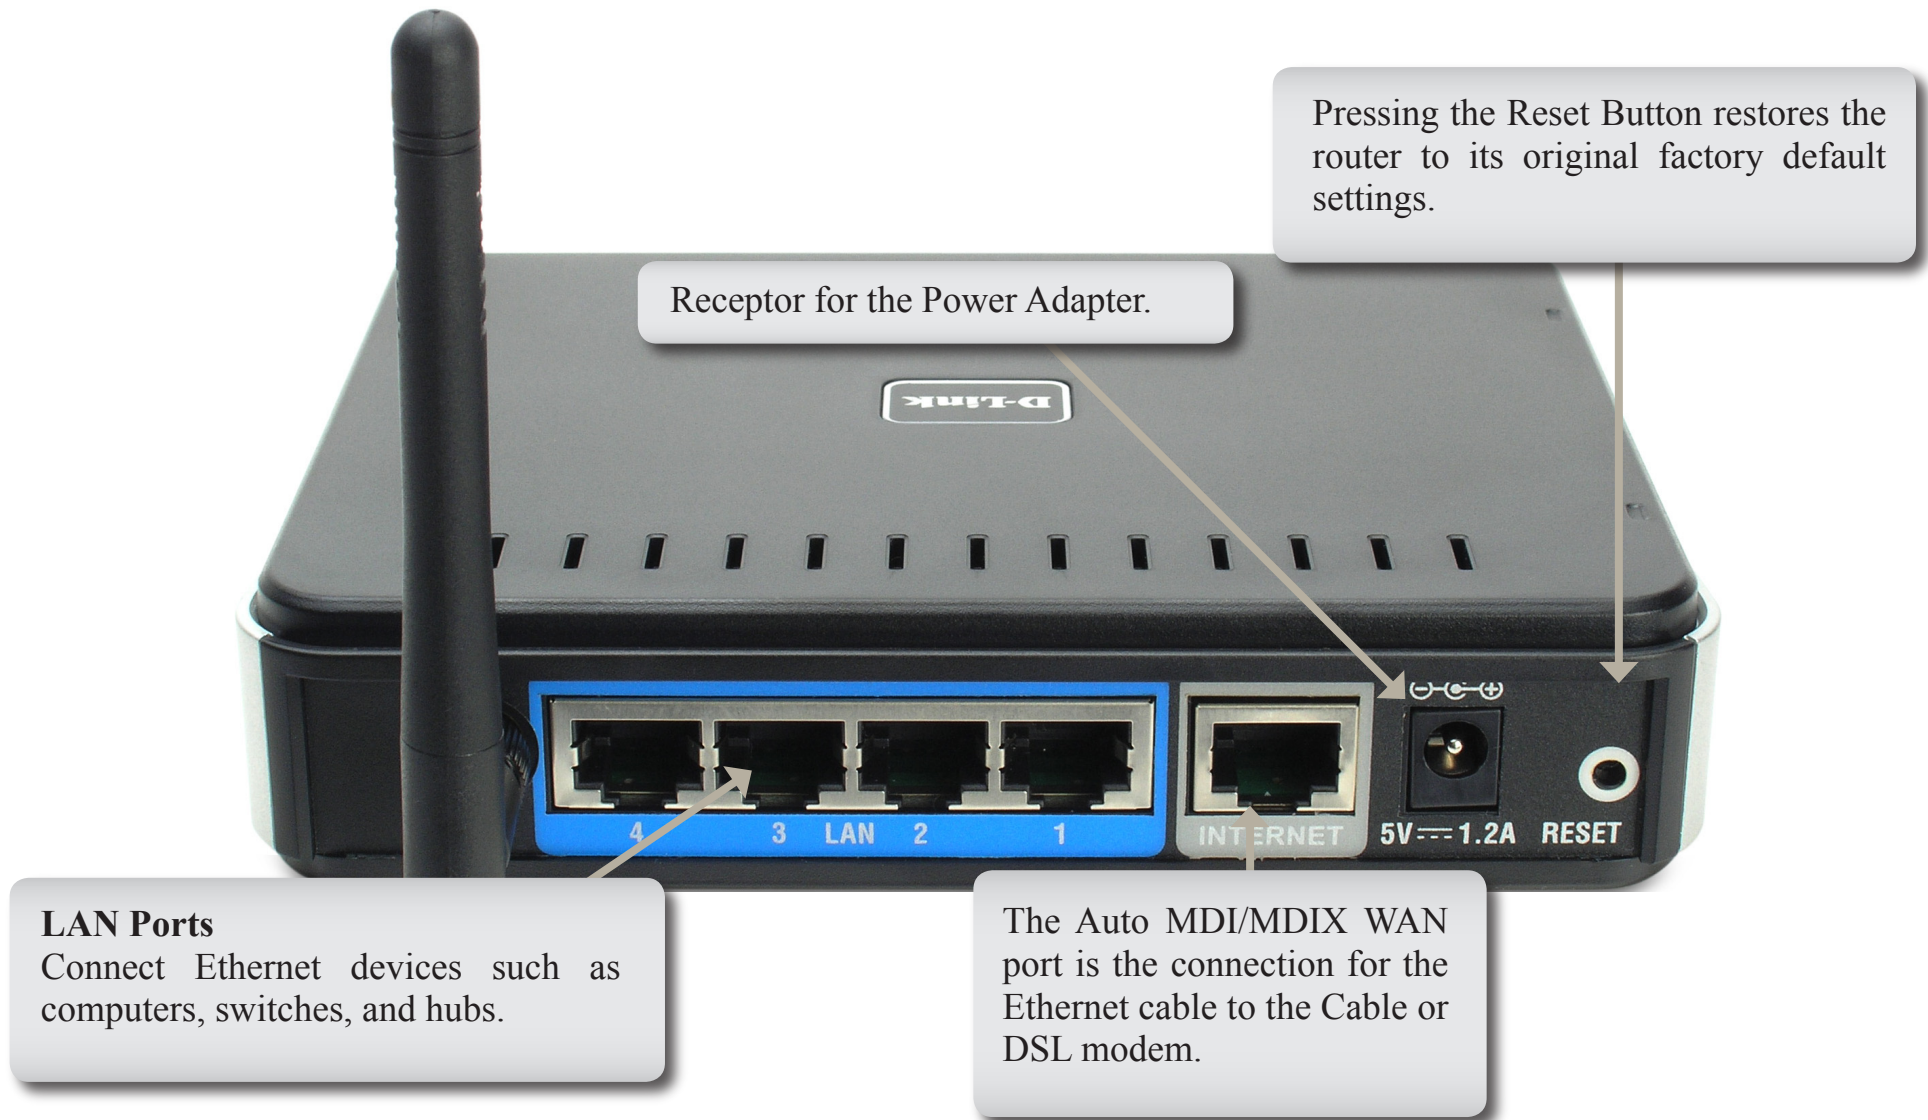 Pressing the Reset Button restores the
router to its original factory default
settings.
Receptor for the Power Adapter.
D-Link
4 3 LAN 2 1
INTERNET
5V 1.2A
RESET
LAN Ports
Connect Ethernet devices such as
computers, switches, and hubs.
The Auto MDI/MDIX WAN
port is the connection for the
Ethernet cable to the Cable or
DSL modem.